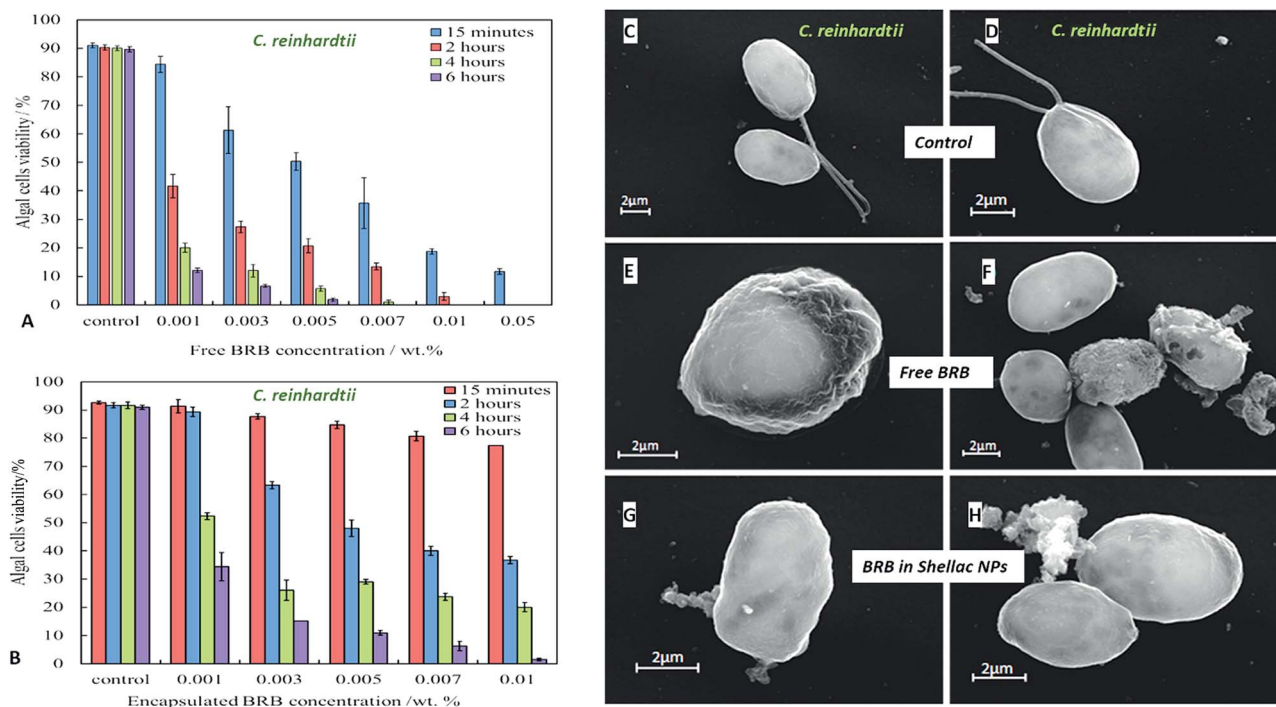 100
90
80
70
60
50
40
30
20
10
0
Algal cells viability / %
C. reinhardtii
15 minutes
2 hours
4 hours
6 hours
control 0.001 0.003 0.005 0.007 0.01 0.05
Free BRB concentration / wt.%
A
100
90
80
70
60
50
40
30
20
10
0
Algal cells viability/%
C. reinhardtii
15 minutes
2 hours
4 hours
6 hours
control 0.001 0.003 0.005 0.007 0.01
Encapsulated BRB concentration /wt. %
B
C
C. reinhardtii
2μm
D
C. reinhardtii
2μm
Control
E
2μm
F
2μm
Free BRB
G
2μm
H
2μm
BRB in Shellac NPs